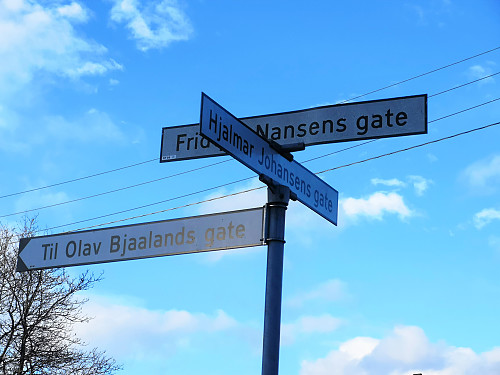 Frid Nansens gate
Hjalmar Johansens gate
Til Olav Bjaalands gate